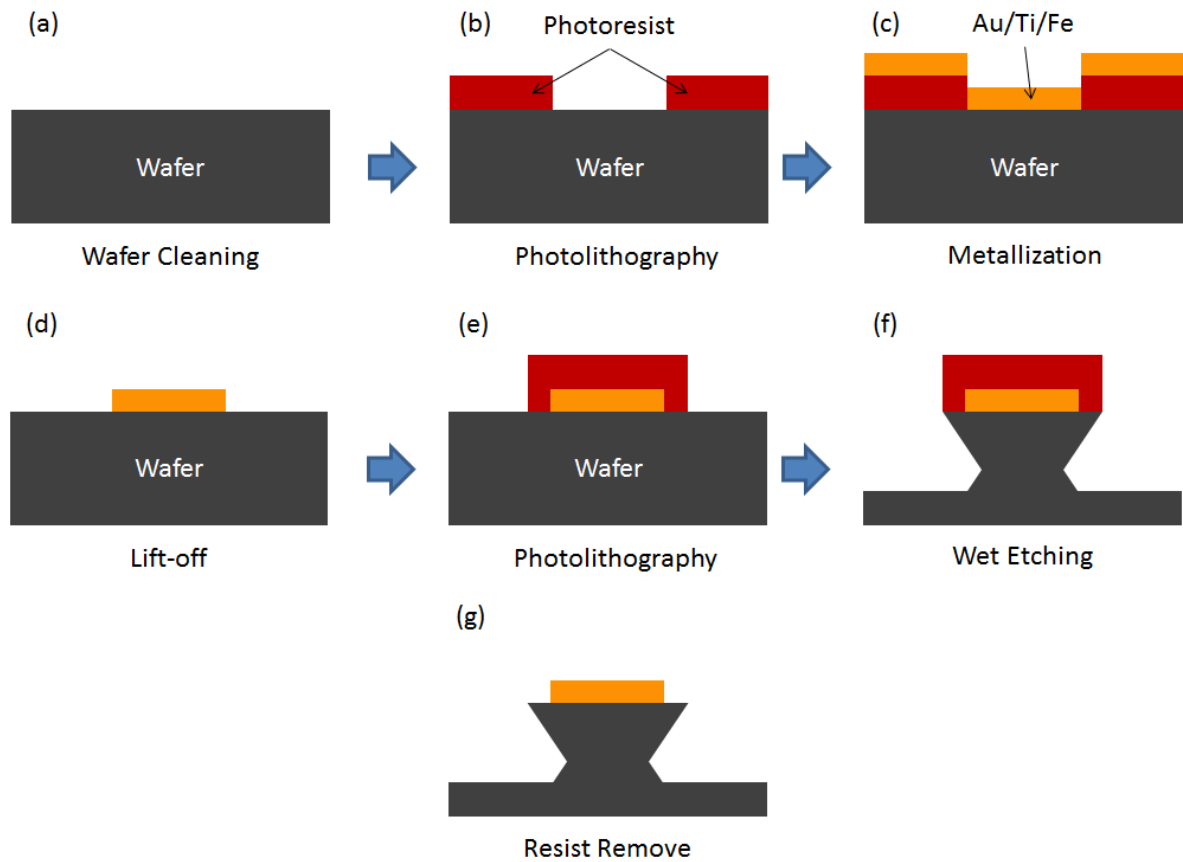 (a)
(b)
Photoresist
(c)
Au/Ti/Fe
Wafer
Wafer
Wafer
Wafer Cleaning
Photolithography
Metallization
(d)
(e)
(f)
Wafer
Wafer
Lift-off
Photolithography
Wet Etching
(g)
Resist Remove